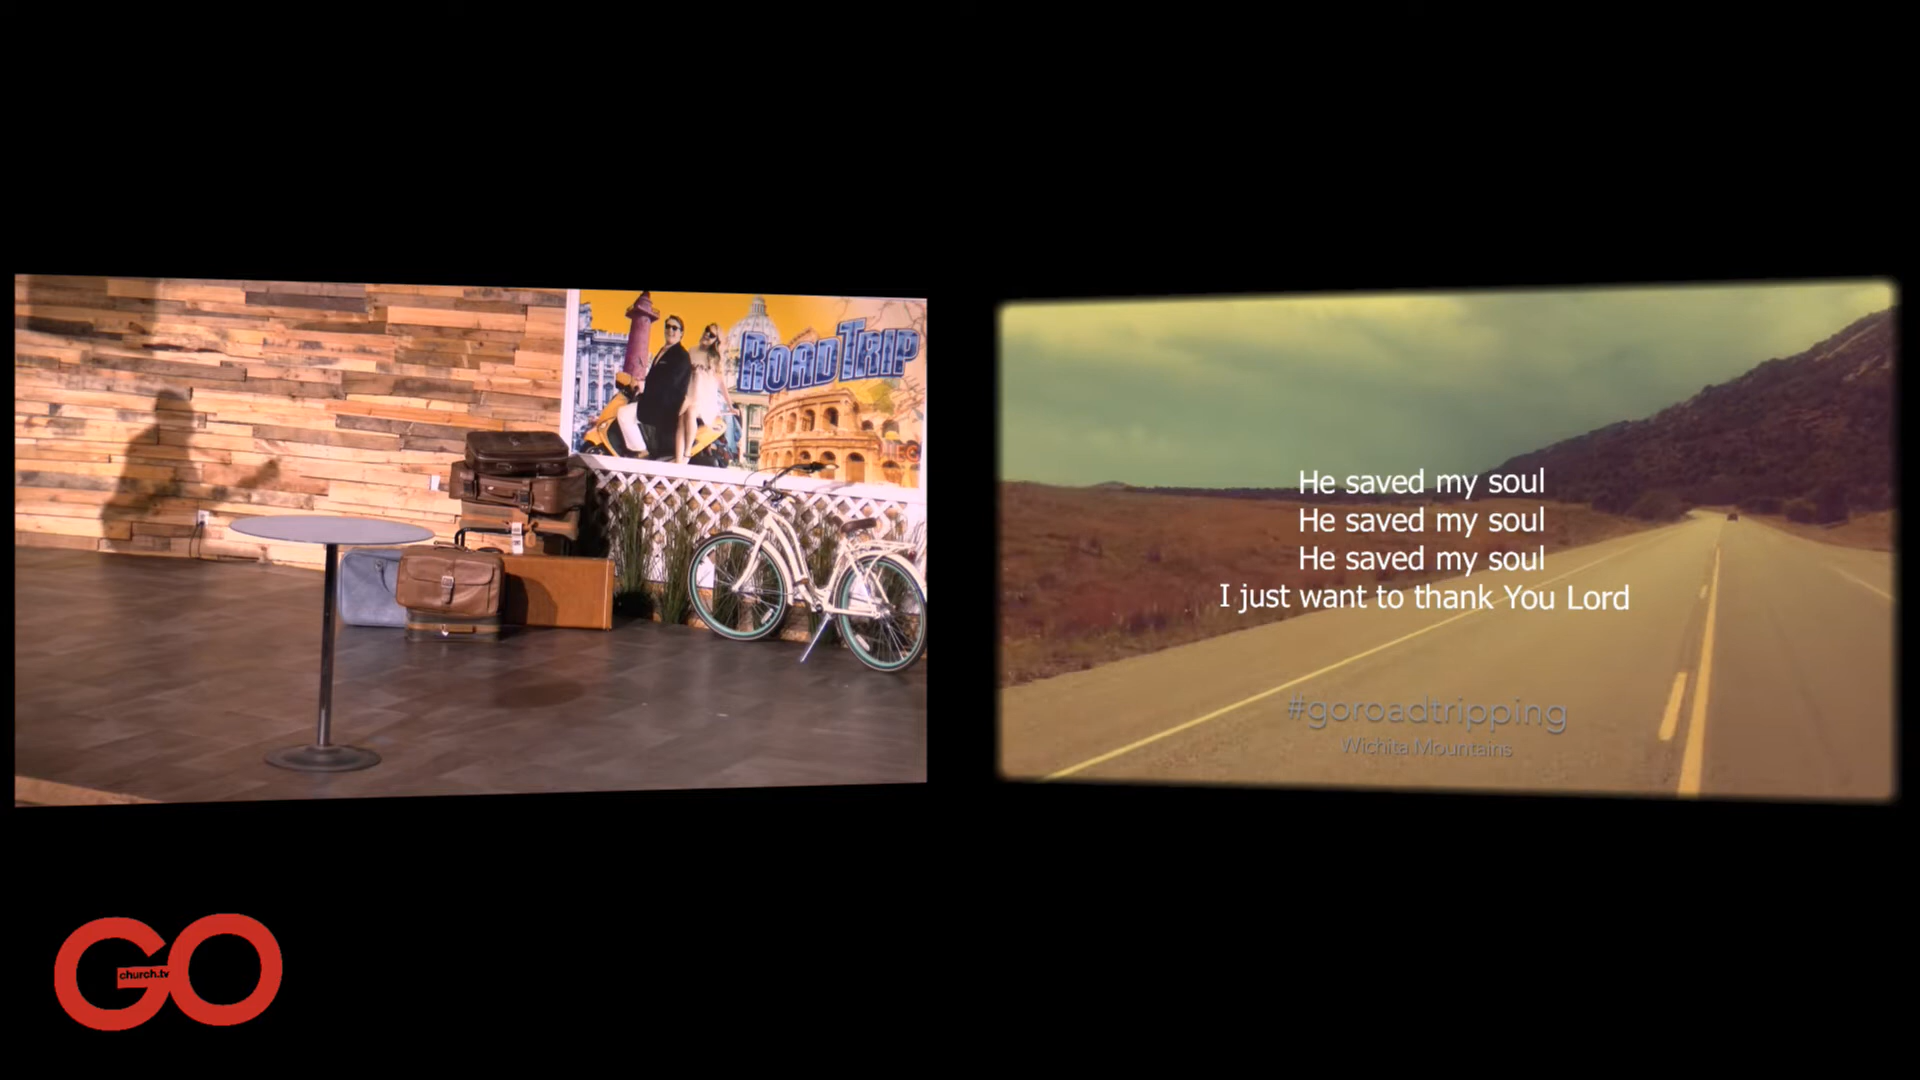 ROAD TRIP
He saved my soul
He saved my soul
He saved my soul
I just want to thank You Lord
#goroadtripping
Wichita Mountains
GO
church.tv